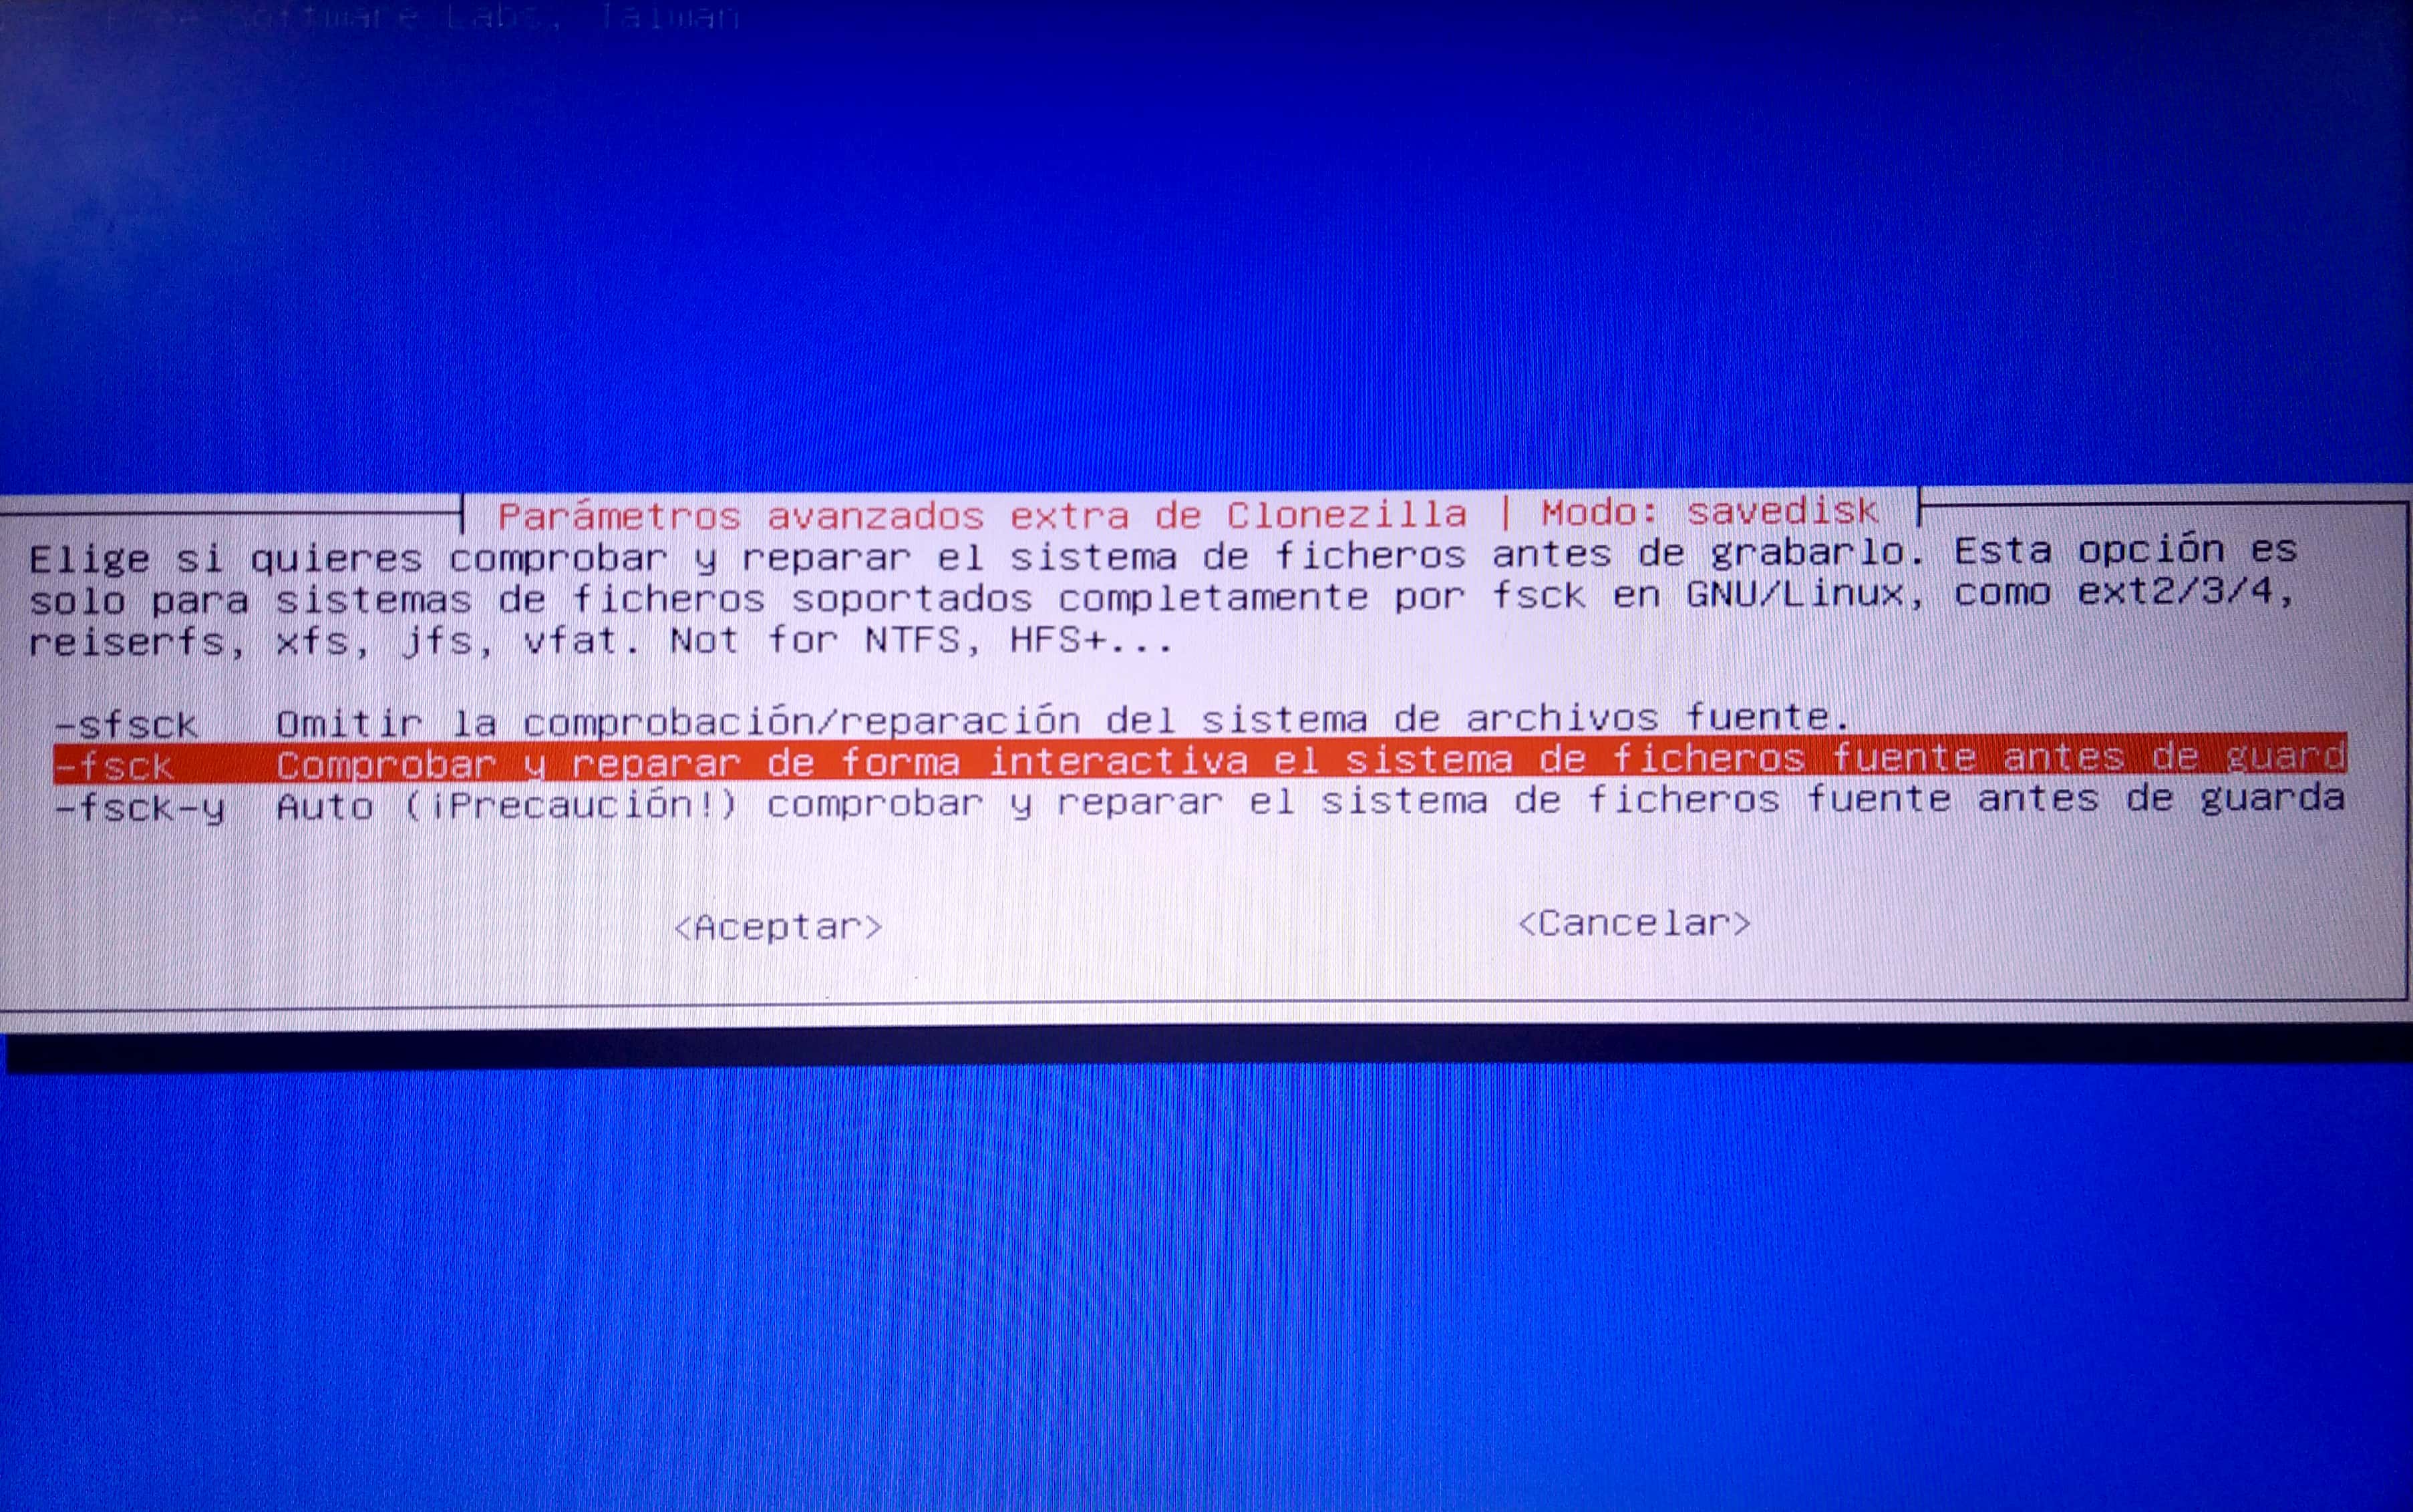 Free Software Labs, Taiwan
Parámetros avanzados extra de Clonezilla | Modo: savedisk
Elige si quieres comprobar y reparar el sistema de ficheros antes de grabarlo. Esta opción es
solo para sistemas de ficheros soportados completamente por fsck en GNU/Linux, como ext2/3/4,
reiserfs, xfs, jfs, vfat. Not for NTFS, HFS+...
-sfsck Omitir la comprobación/reparación del sistema de archivos fuente.
-fsck Comprobar y reparar de forma interactiva el sistema de ficheros fuente antes de guard
-fsck-y Auto (¡Precaución!) comprobar y reparar el sistema de ficheros fuente antes de guarda
<Aceptar> <Cancelar>